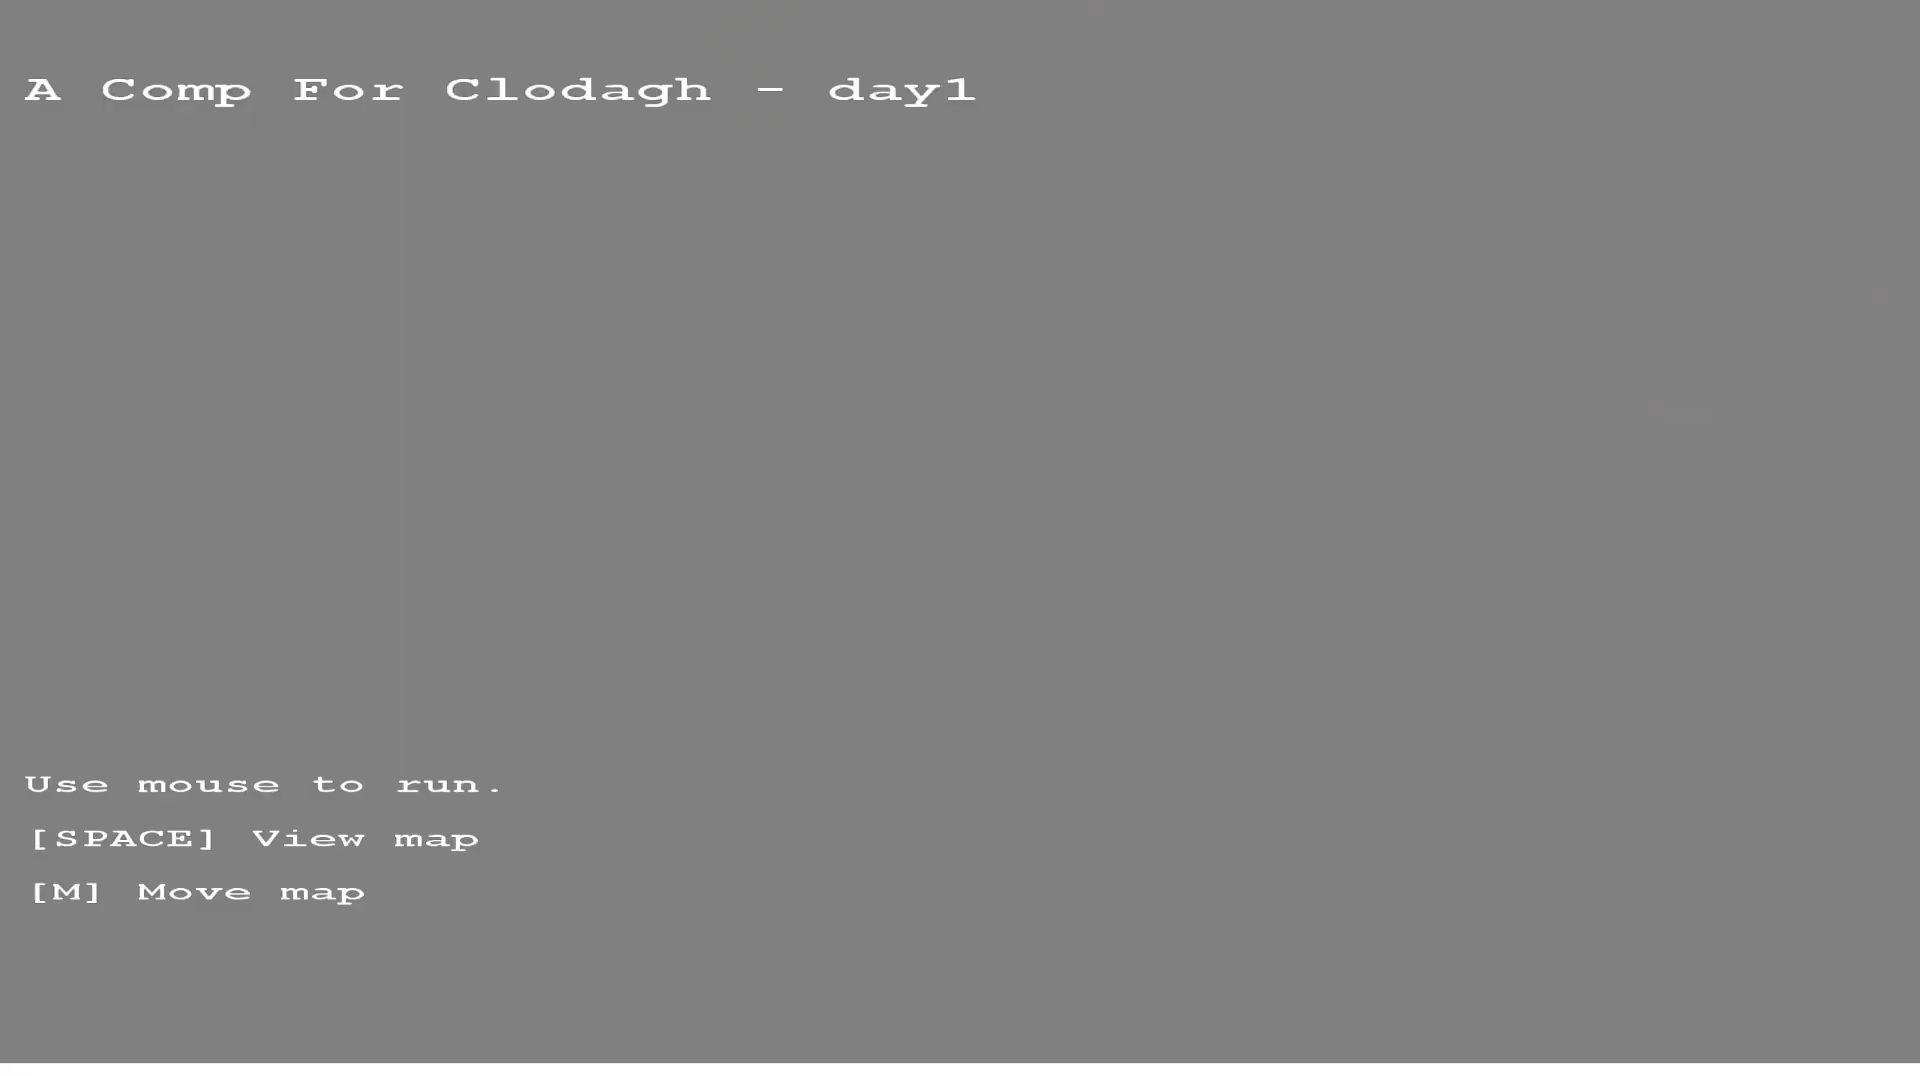 A Comp For Clodagh - day1
Use mouse to run.
[SPACE] View map
[M] Move map